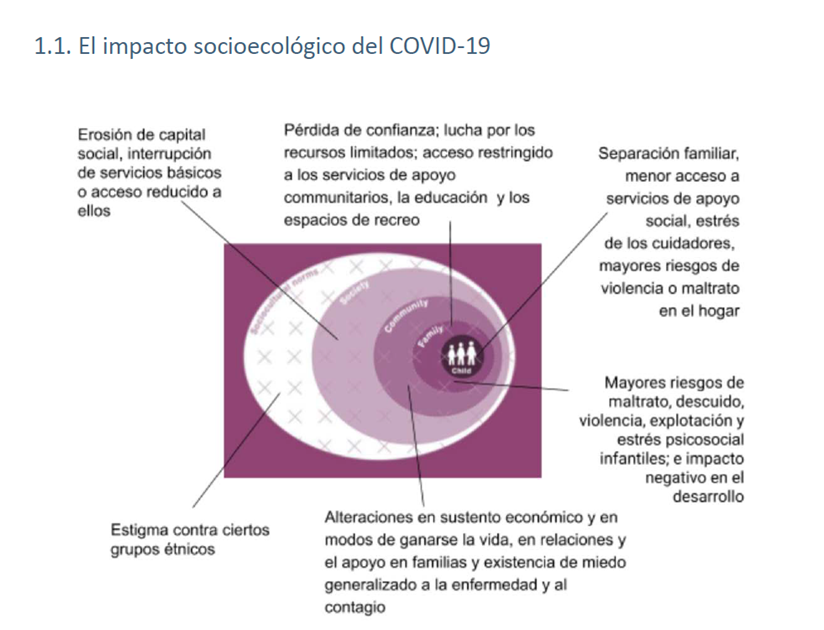 1.1. El impacto socioecológico del COVID-19
Erosión de capital
social, interrupción
de servicios básicos
o acceso reducido a
ellos
Pérdida de confianza; lucha por los
recursos limitados; acceso restringido
a los servicios de apoyo
communitarios, la educación y los
espacios de recreo
Separación familiar,
menor acceso a
servicios de apoyo
social, estrés
de los cuidadores,
mayores riesgos de
violencia o maltrato
en el hogar
Sociocultural norms
Society
Community
Family
Child
Mayores riesgos de
maltrato, descuido,
violencia, explotación y
estrés psicosocial
infantiles; e impacto
negativo en el
desarrollo
Estigma contra ciertos
grupos étnicos
Alteraciones en sustento económico y en
modos de ganarse la vida, en relaciones y
el apoyo en familias y existencia de miedo
generalizado a la enfermedad y al
contagio